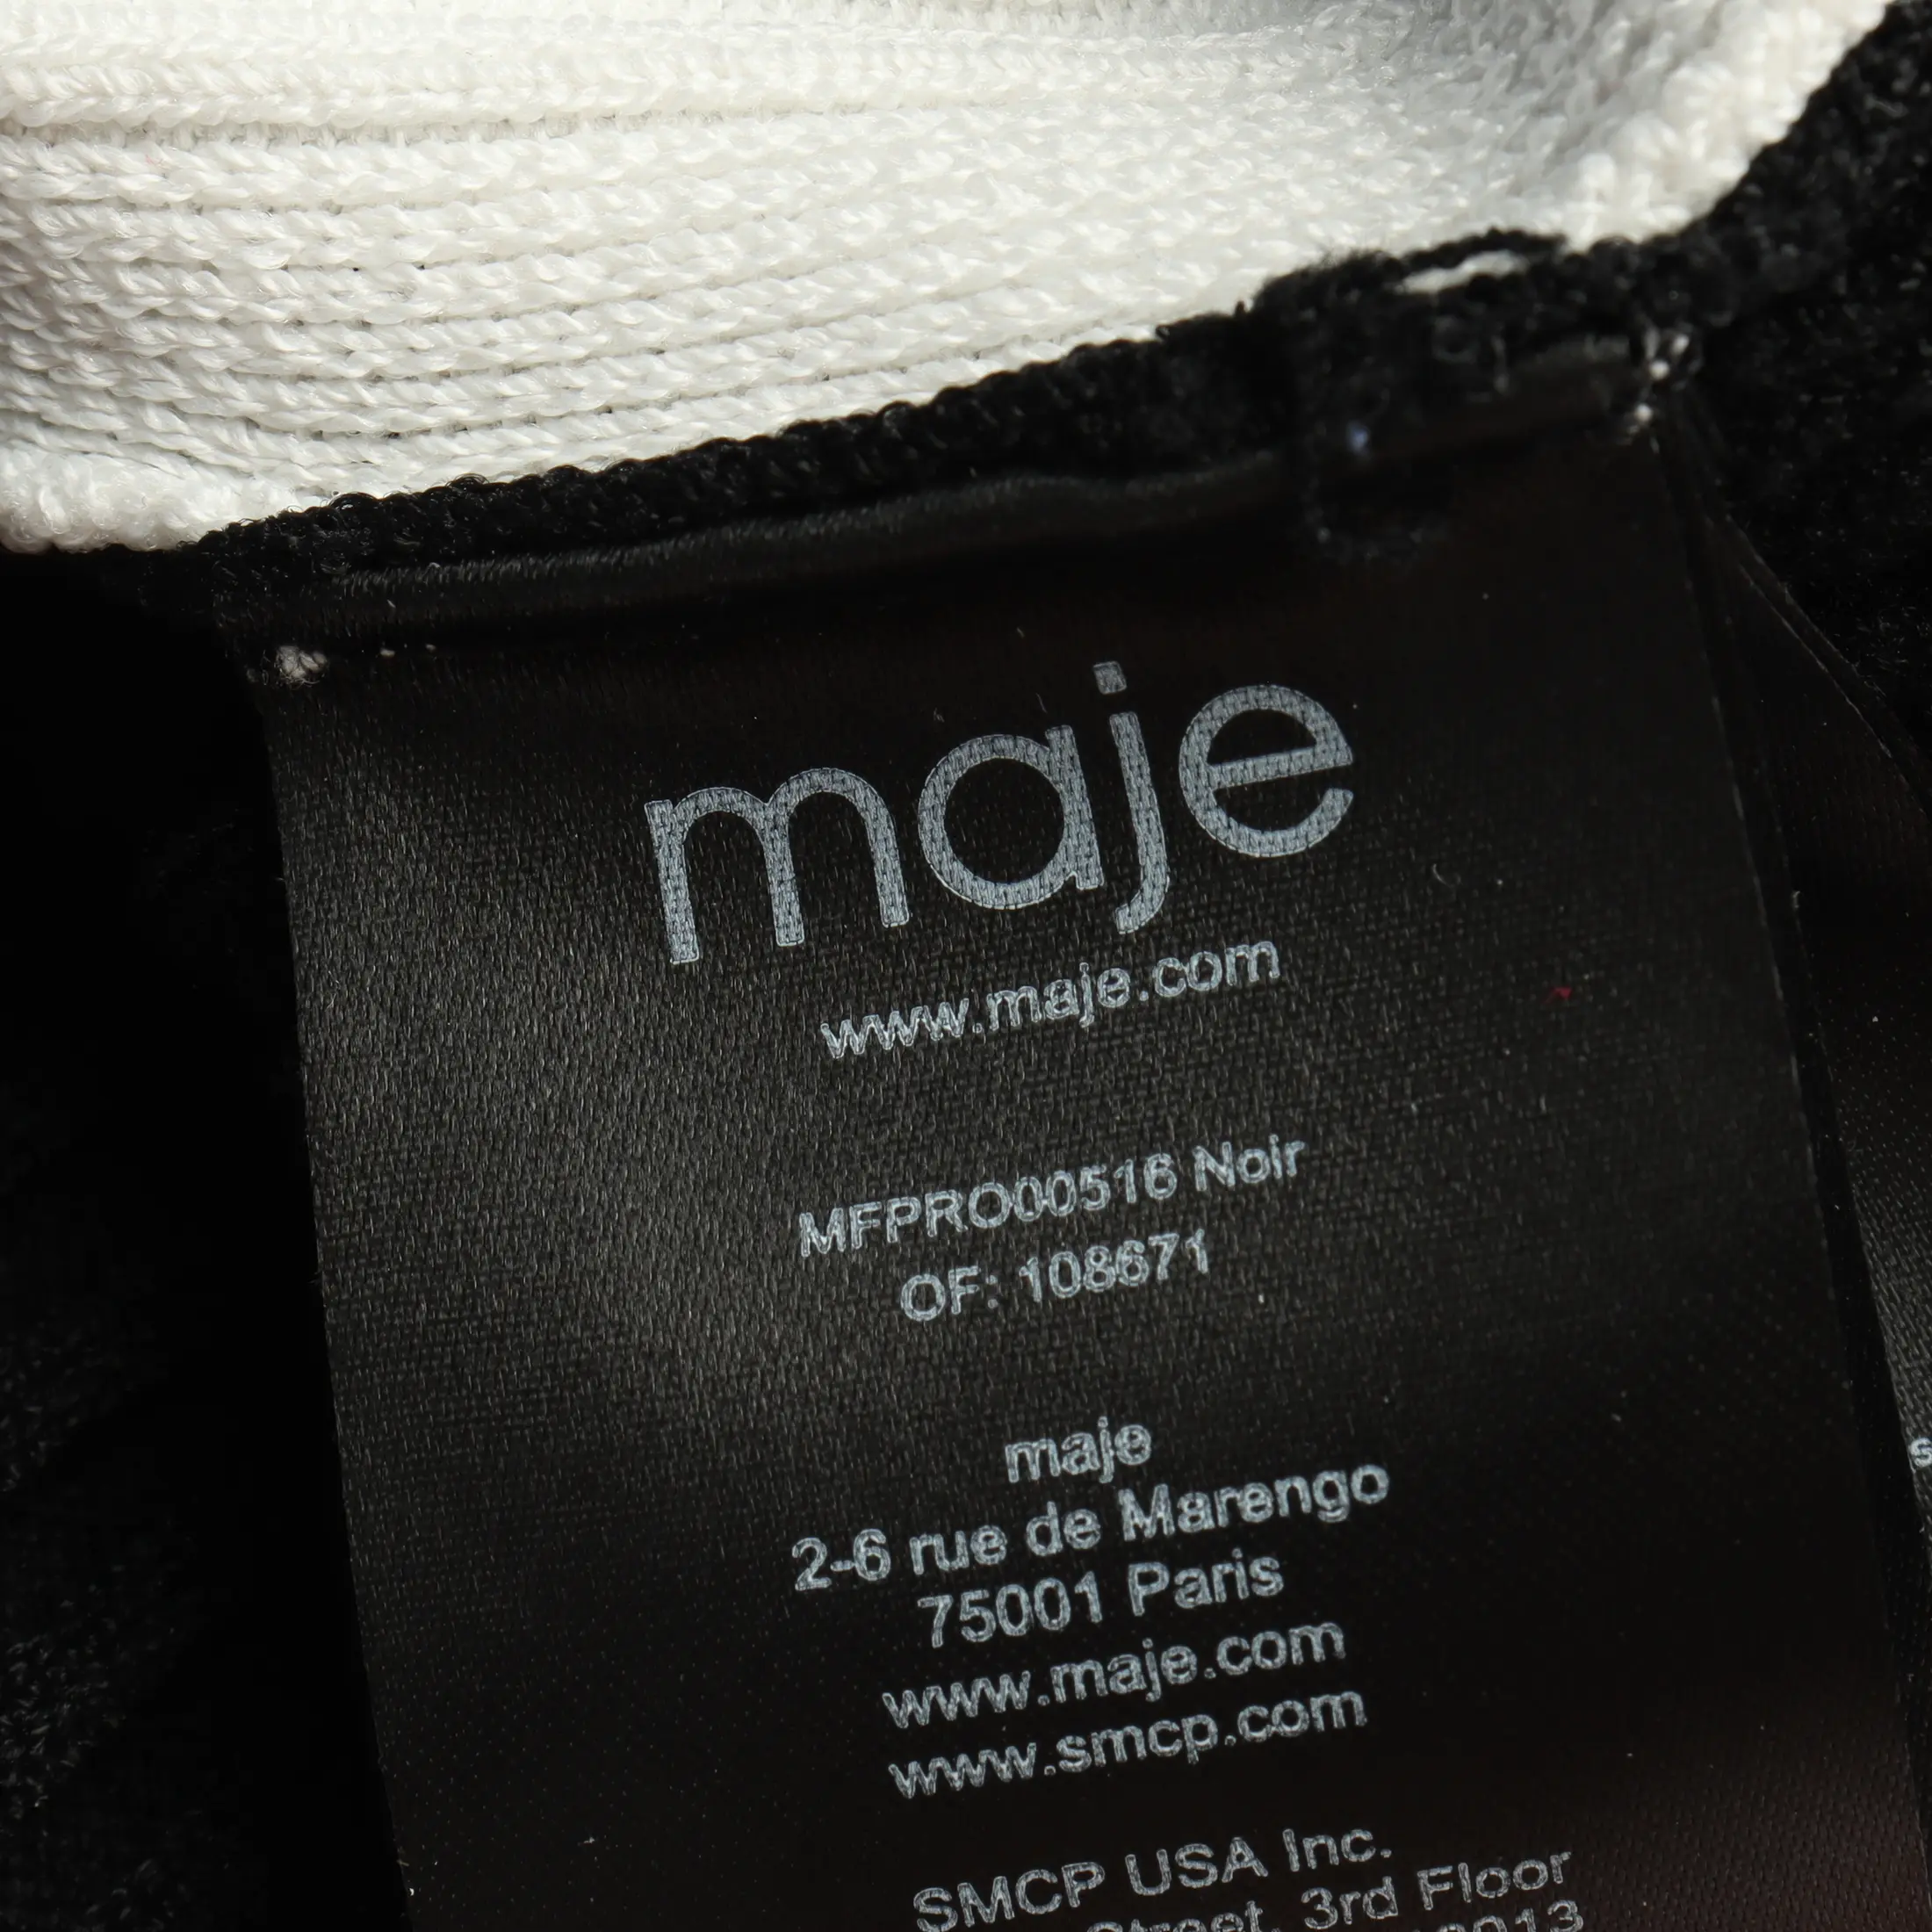 maje
www.maje.com
MFPRO00516 Noir
OF: 108671
maje
2-6 rue de Marengo
75001 Paris
www.maje.com
www.smcp.com
SMCP USA Inc.
Street, 3rd Floor